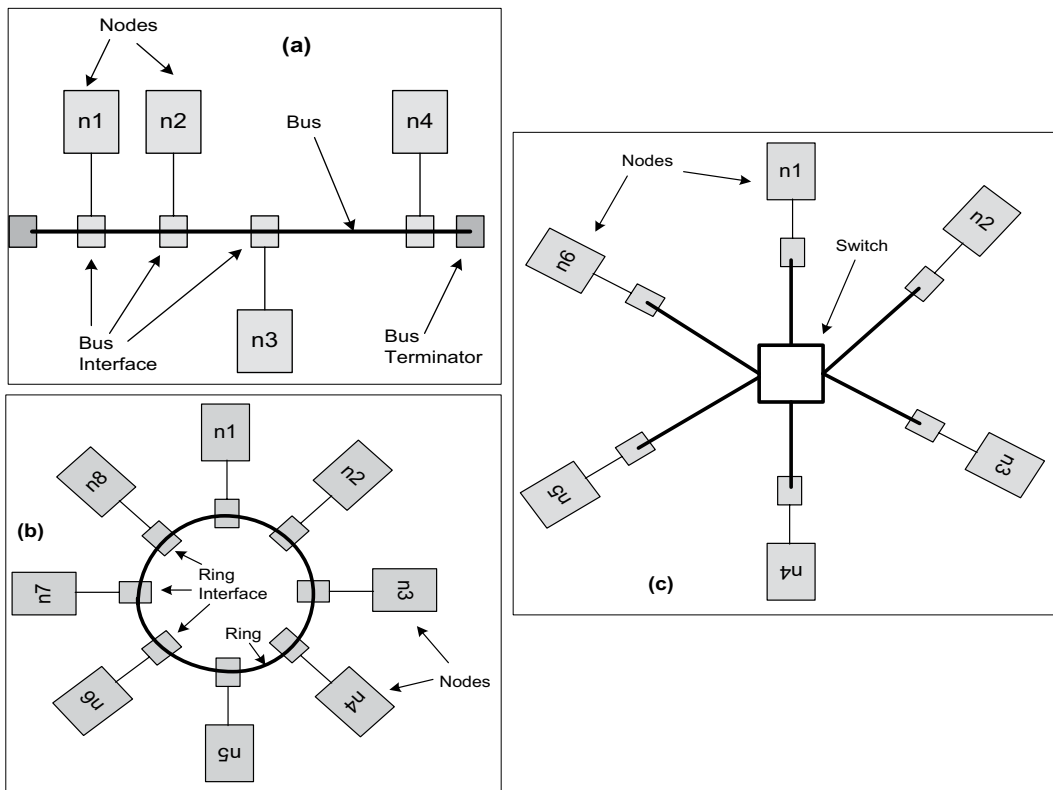 Nodes
(a)
n1
n2
n4
Bus
n3
Bus
Interface
Bus
Terminator
(b)
n1
n2
n8
n7
Ring
Interface
n3
Ring
Nodes
n6
n4
n5
Nodes
n1
n2
n6
Switch
n5
n3
n4
(c)